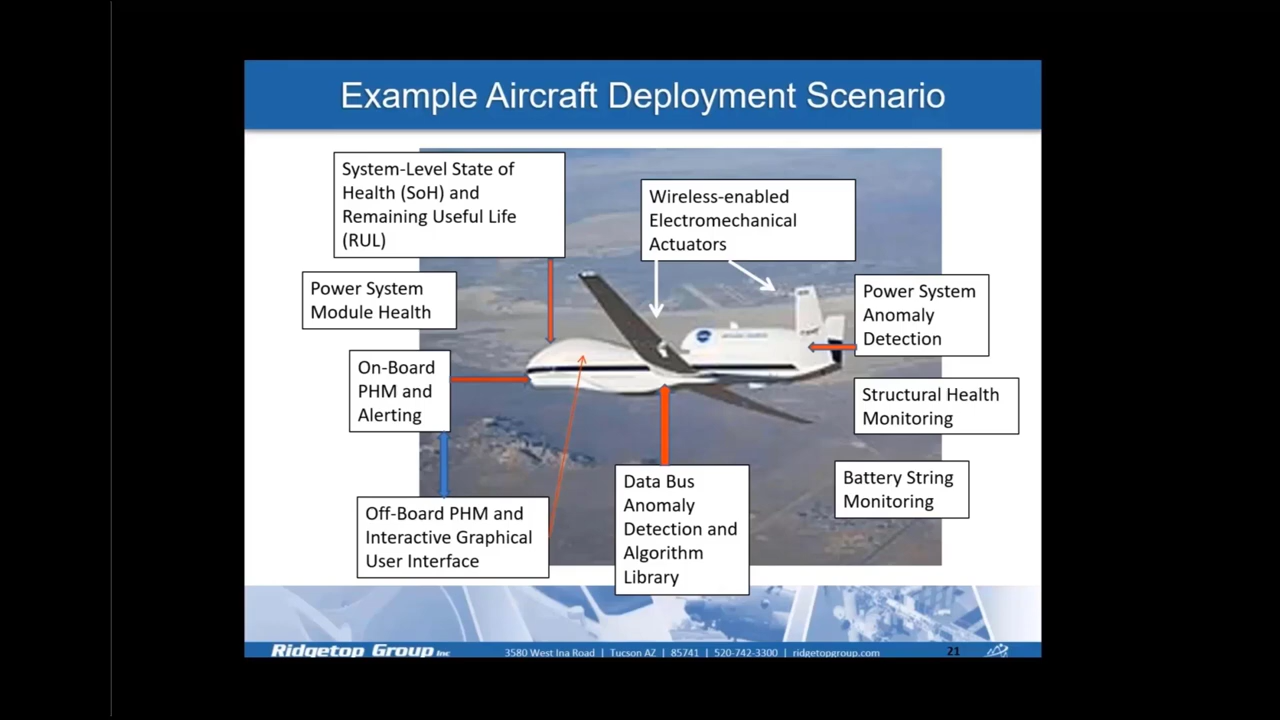 Example Aircraft Deployment Scenario
System-Level State of
Health (SoH) and
Remaining Useful Life
(RUL)
Wireless-enabled
Electromechanical
Actuators
Power System
Module Health
Power System
Anomaly
Detection
On-Board
PHM and
Alerting
Structural Health
Monitoring
Battery String
Monitoring
Off-Board PHM and
Interactive Graphical
User Interface
Data Bus
Anomaly
Detection and
Algorithm
Library
Ridgetop Group Inc
3580 West Ina Road | Tucson AZ | 85741 | 520-742-3300 | ridgetopgroup.com
21